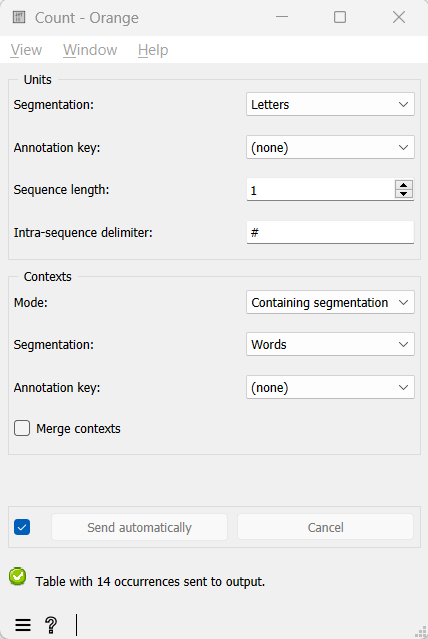 Count - Orange
View Window Help
Units
Segmentation: Letters
Annotation key: (none)
Sequence length: 1
Intra-sequence delimiter: #
Contexts
Mode: Containing segmentation
Segmentation: Words
Annotation key: (none)
Merge contexts
Send automatically Cancel
Table with 14 occurrences sent to output.
?